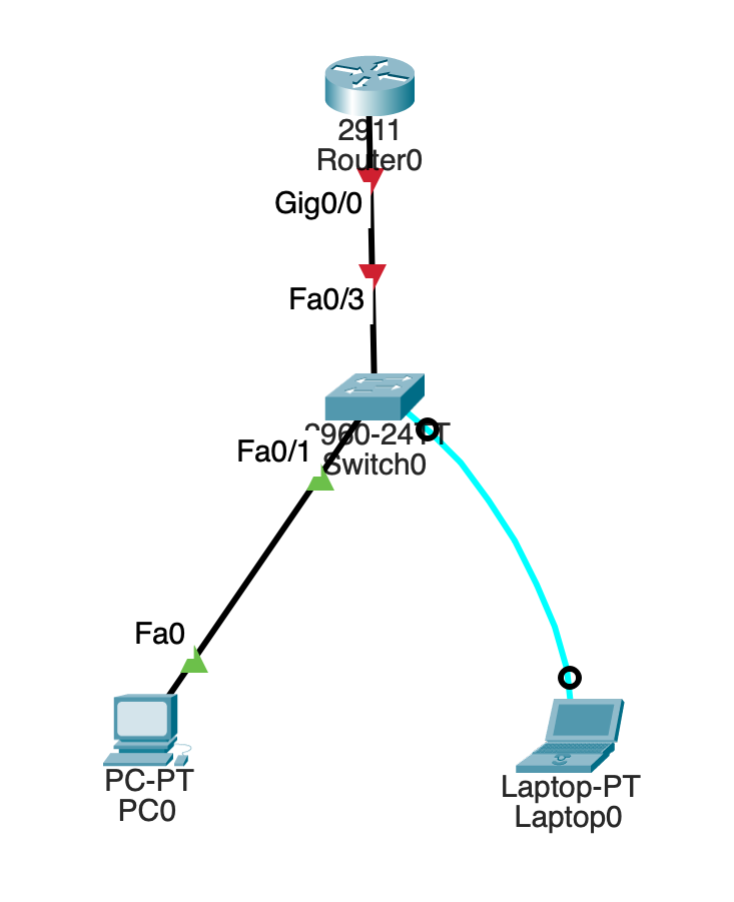 2911
Router0
Gig0/0
Fa0/3
Fa0/1
Switch0
Fa0
PC-PT
PC0
Laptop-PT
Laptop0